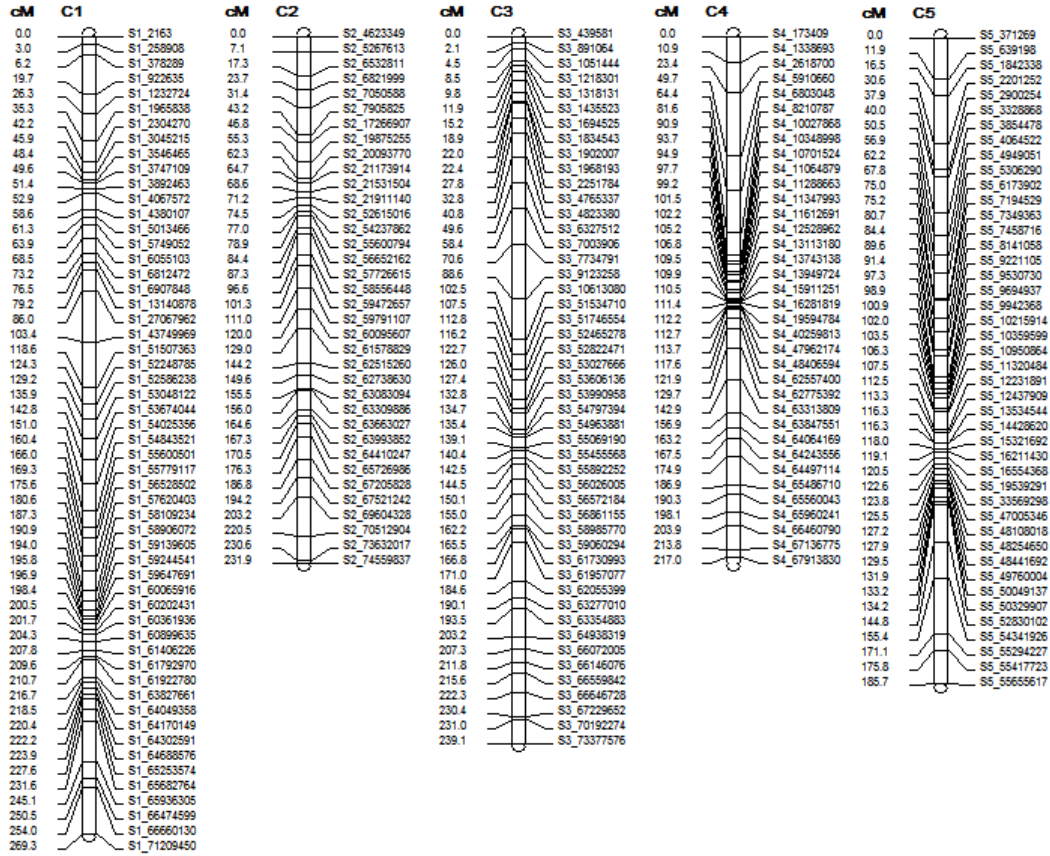 cM C1
0.0 S1_2163
3.0 S1_258908
6.2 S1_378289
19.7 S1_922635
26.3 S1_1232724
35.3 S1_1965838
42.2 S1_2304270
45.9 S1_3045215
48.4 S1_3546465
49.6 S1_3747109
51.4 S1_3892463
52.9 S1_4067572
58.6 S1_4380107
61.3 S1_5013466
63.9 S1_5749052
68.5 S1_6055103
73.2 S1_6812472
76.5 S1_6907848
79.2 S1_13140878
86.0 S1_27067962
103.4 S1_43749969
118.6 S1_51507363
124.3 S1_52248785
129.2 S1_52586238
135.9 S1_53048122
142.8 S1_53674044
151.0 S1_54025356
160.4 S1_54843521
166.0 S1_55600501
169.3 S1_55779117
175.6 S1_56528502
180.6 S1_57620403
187.3 S1_58109234
190.9 S1_58906072
194.0 S1_59139605
195.8 S1_59244541
196.9 S1_59647691
198.4 S1_60065916
200.5 S1_60202431
201.7 S1_60361936
204.3 S1_60899635
207.8 S1_61406226
209.6 S1_61792970
210.7 S1_61922780
216.7 S1_63827661
218.5 S1_64049358
220.4 S1_64170149
222.2 S1_64302591
223.9 S1_64688576
227.6 S1_65253574
231.6 S1_65682764
245.1 S1_65936305
250.5 S1_66474599
254.0 S1_66660130
269.3 S1_71209450
cM C2
0.0 S2_4623349
7.1 S2_5267613
17.3 S2_6532811
23.7 S2_6821999
31.4 S2_7050588
43.2 S2_7905825
46.8 S2_17266907
55.3 S2_19875255
62.3 S2_20093770
64.7 S2_21173914
68.6 S2_21531504
71.2 S2_21911140
74.5 S2_52615016
77.0 S2_54237862
78.9 S2_55600794
84.4 S2_56652162
87.3 S2_57726615
96.6 S2_58556448
101.3 S2_59472657
111.0 S2_59791107
120.0 S2_60095607
129.0 S2_61578829
144.2 S2_62515260
149.6 S2_62738630
155.5 S2_63083094
156.0 S2_63309886
164.6 S2_63663027
167.3 S2_63993852
170.5 S2_64410247
176.3 S2_65726986
186.8 S2_67205828
194.2 S2_67521242
203.2 S2_69604328
220.5 S2_70512904
230.6 S2_73632017
231.9 S2_74559837
cM C3
0.0 S3_439581
2.1 S3_891064
4.5 S3_1051444
8.5 S3_1218301
9.8 S3_1318131
11.9 S3_1435523
15.2 S3_1694525
18.9 S3_1834543
22.0 S3_1902007
22.4 S3_1968193
27.8 S3_2251784
32.8 S3_4765337
40.8 S3_4823380
49.6 S3_6327512
58.4 S3_7003906
70.6 S3_7734791
88.6 S3_9123258
102.5 S3_10613080
107.5 S3_51534710
112.8 S3_51746554
116.2 S3_52465278
122.7 S3_52822471
126.0 S3_53027666
127.4 S3_53606136
132.8 S3_53990958
134.7 S3_54797394
135.4 S3_54963881
139.1 S3_55069190
140.4 S3_55455568
142.5 S3_55892252
144.5 S3_56026005
150.1 S3_56572184
155.0 S3_56861155
162.2 S3_58985770
165.5 S3_59060294
166.8 S3_61730993
171.0 S3_61957077
184.6 S3_62055399
190.1 S3_63277010
193.5 S3_63354883
203.2 S3_64938319
207.3 S3_66072005
211.8 S3_66146076
215.6 S3_66559842
222.3 S3_66646728
230.4 S3_67229652
231.0 S3_70192274
239.1 S3_73377576
cM C4
0.0 S4_173409
10.9 S4_1338693
23.4 S4_2618700
49.7 S4_5910660
64.4 S4_6803048
81.6 S4_8210787
90.9 S4_10027868
93.7 S4_10348998
94.9 S4_10701524
97.7 S4_11064879
99.2 S4_11288663
101.5 S4_11347993
102.2 S4_11612691
105.2 S4_12528962
106.8 S4_13113180
109.5 S4_13743138
109.9 S4_13949724
110.5 S4_15911251
111.4 S4_16281819
112.2 S4_19594784
112.7 S4_40259813
113.7 S4_47962174
117.6 S4_48406594
121.9 S4_62557400
129.7 S4_62775392
142.9 S4_63313809
156.9 S4_63847551
163.2 S4_64064169
167.5 S4_64243556
174.9 S4_64497114
186.9 S4_65486710
190.3 S4_65560043
198.1 S4_65960241
203.9 S4_66460790
213.8 S4_67136775
217.0 S4_67913830
cM C5
0.0 S5_371269
11.9 S5_639198
16.5 S5_1842338
30.6 S5_2201252
37.9 S5_2900254
40.0 S5_3328868
50.5 S5_3854478
56.9 S5_4064522
62.2 S5_4949051
67.8 S5_5306290
75.0 S5_6173902
75.2 S5_7194529
80.7 S5_7349363
84.4 S5_7458716
89.6 S5_8141058
91.4 S5_9221105
97.3 S5_9530730
98.9 S5_9694937
100.9 S5_9942368
102.0 S5_10215914
103.5 S5_10359599
106.3 S5_10950864
107.5 S5_11320484
112.5 S5_12231891
113.3 S5_12437909
116.3 S5_13534544
116.3 S5_14428620
118.0 S5_15321692
119.1 S5_16211430
120.5 S5_16554368
122.6 S5_19539291
123.8 S5_33569298
125.5 S5_47005346
127.2 S5_48108018
127.9 S5_48254650
129.5 S5_48441692
131.9 S5_49760004
133.2 S5_50049137
134.2 S5_50329907
144.8 S5_52830102
155.4 S5_54341926
171.1 S5_55294227
175.8 S5_55417723
185.7 S5_55655617